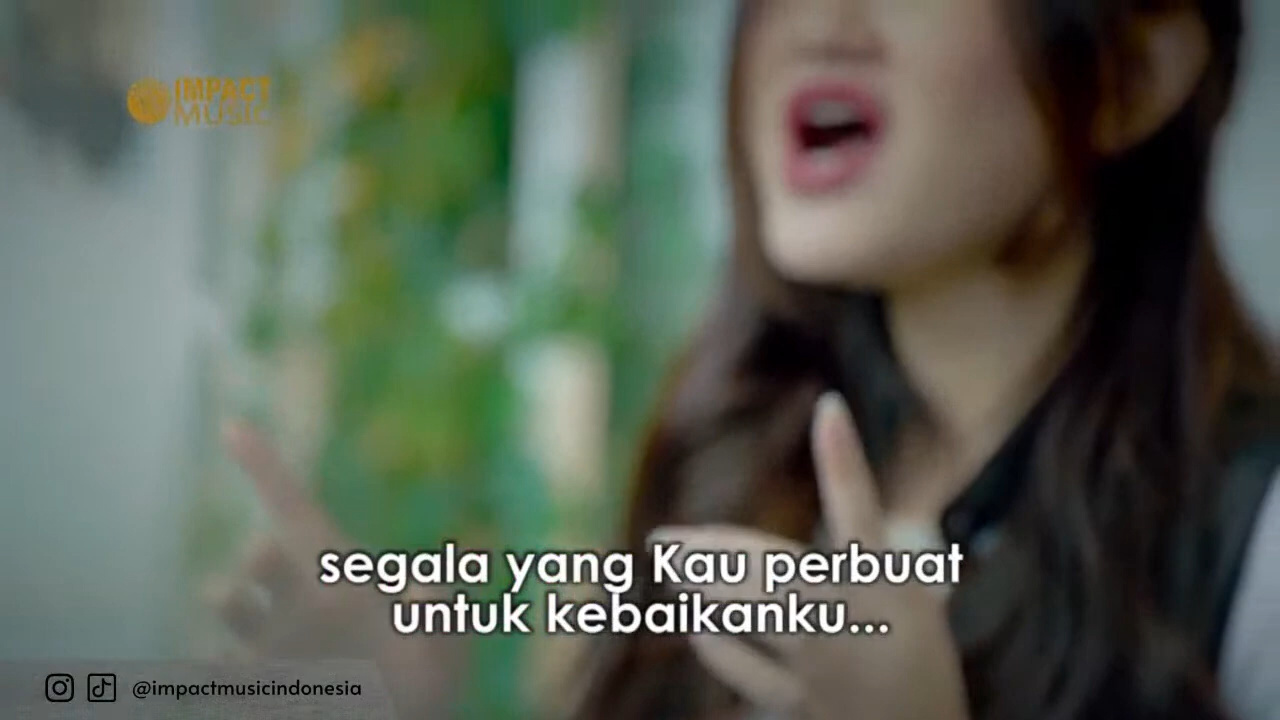 IMPACT
MUSIC
segala yang Kau perbuat
untuk kebaikanku...
@impactmusicindonesia